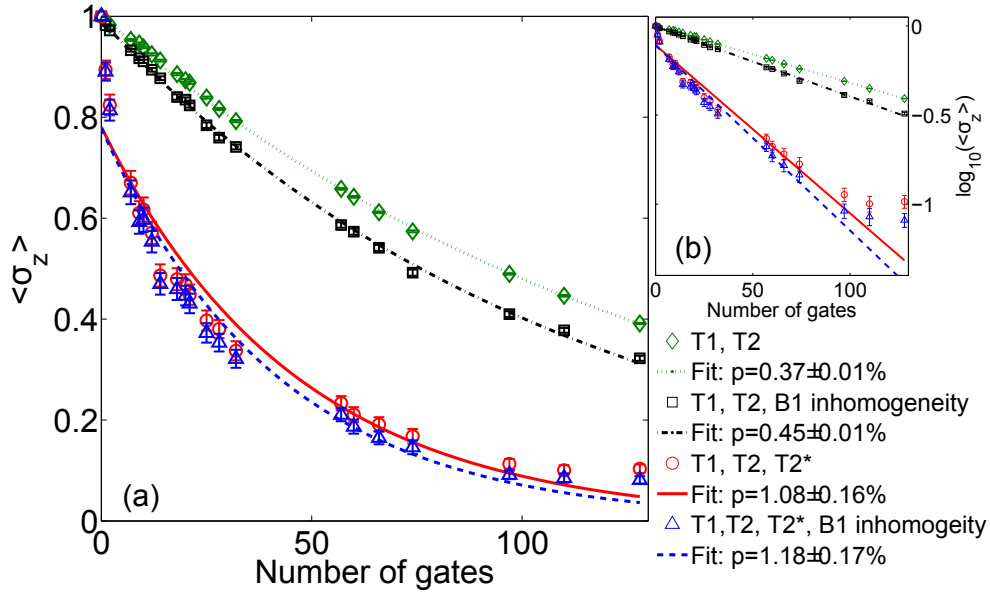 1
0.8
0.6
0.4
0.2
0
<σz>
(a)
0
50
100
Number of gates
0
−0.5
−1
log10(<σz>)
(b)
0
50
100
Number of gates
T1, T2
Fit: p=0.37±0.01%
T1, T2, B1 inhomogeneity
Fit: p=0.45±0.01%
T1, T2, T2*
Fit: p=1.08±0.16%
T1,T2, T2*, B1 inhomogeity
Fit: p=1.18±0.17%